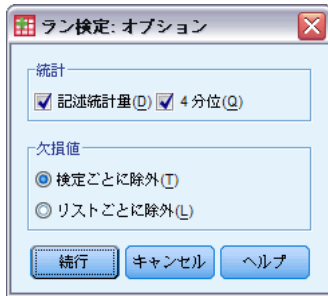 ラン検定: オプション
統計
記述統計量(D) 4分位(Q)
欠損値
検定ごとに除外(T)
リストごとに除外(L)
続行 キャンセル ヘルプ